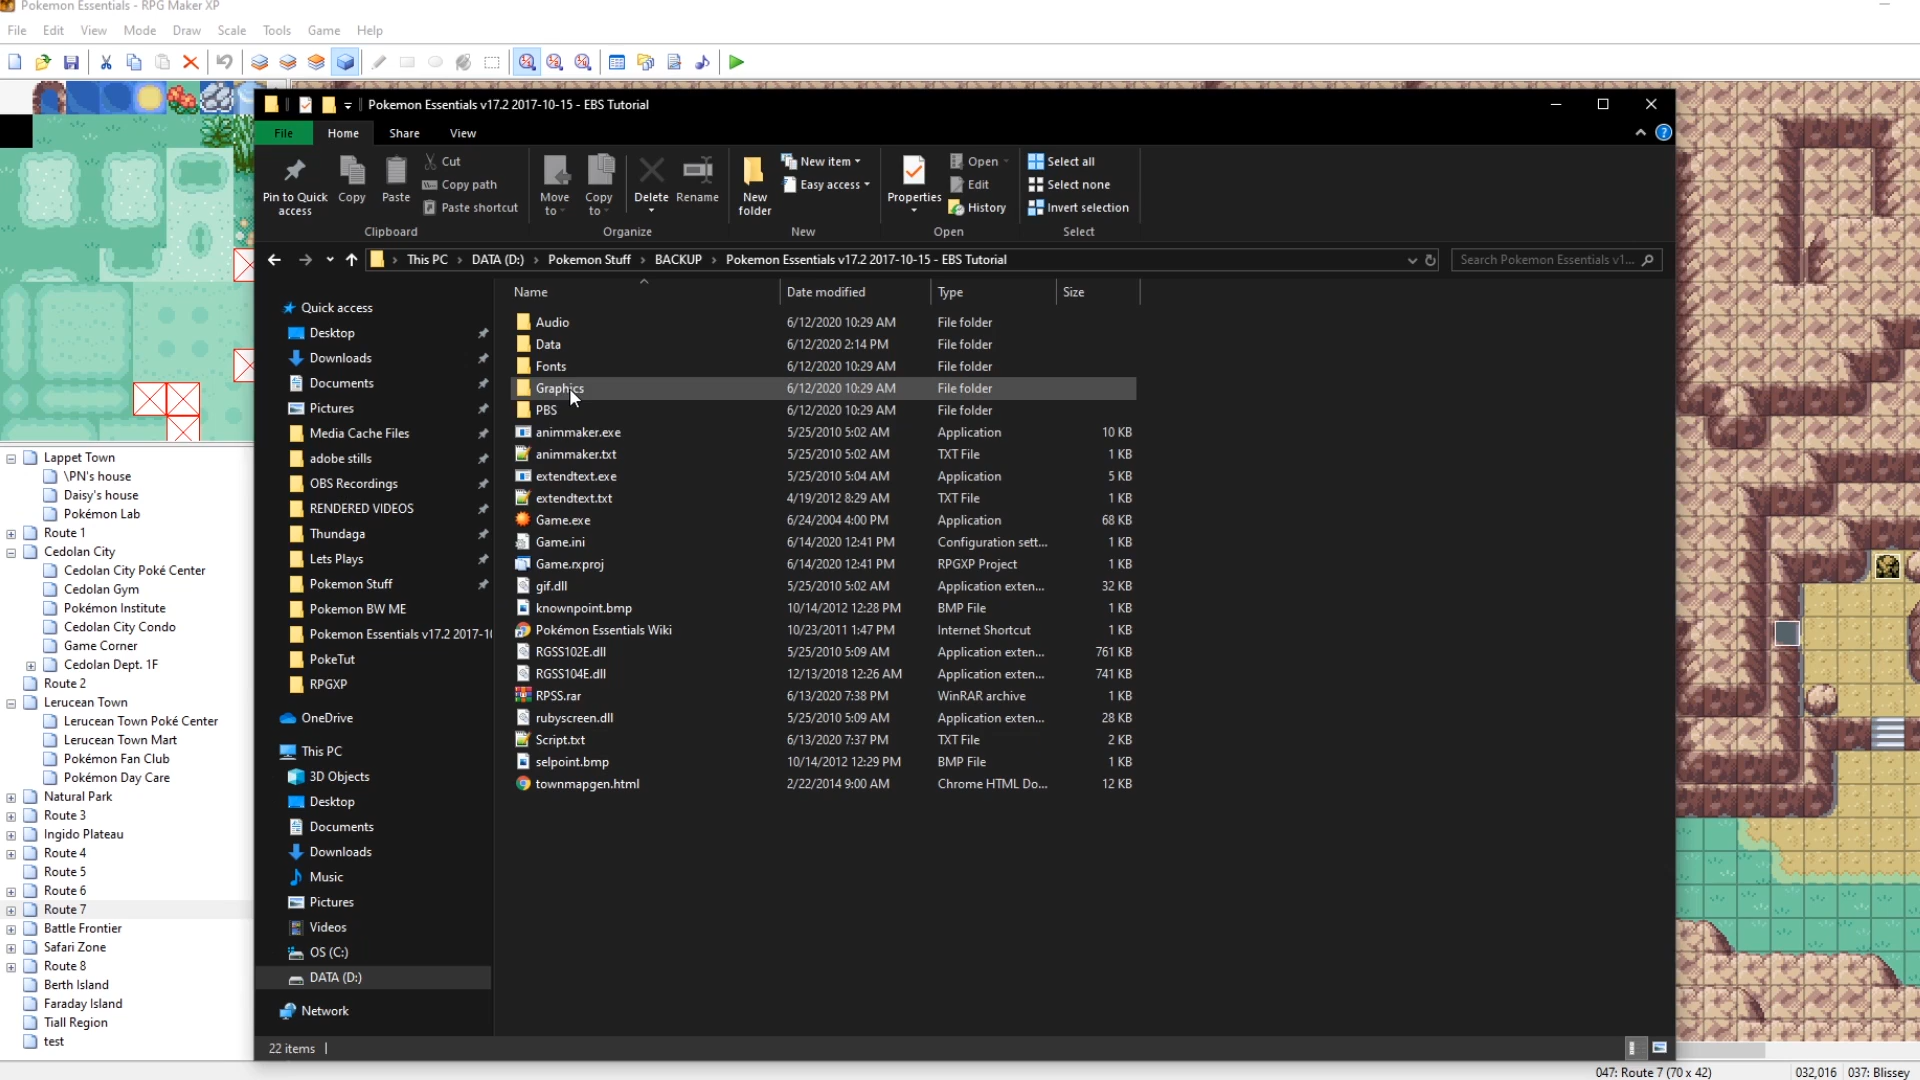 Pokemon Essentials - RPG Maker XP
File Edit View Mode Draw Scale Tools Game Help
Pokemon Essentials v17.2 2017-10-15 - EBS Tutorial
File Home Share View
Pin to Quick access
Copy
Paste
Cut
Copy path
Paste shortcut
Clipboard
Move to
Copy to
Delete
Rename
Organize
New folder
New item
Easy access
New
Properties
Open
Edit
History
Open
Select all
Select none
Invert selection
Select
This PC > DATA (D:) > Pokemon Stuff > BACKUP > Pokemon Essentials v17.2 2017-10-15 - EBS Tutorial
Search Pokemon Essentials v1...
Quick access
Desktop
Downloads
Documents
Pictures
Media Cache Files
adobe stills
OBS Recordings
RENDERED VIDEOS
Thundaga
Lets Plays
Pokemon Stuff
Pokemon BW ME
Pokemon Essentials v17.2 2017-1
PokeTut
RPGXP
OneDrive
This PC
3D Objects
Desktop
Documents
Downloads
Music
Pictures
Videos
OS (C:)
DATA (D:)
Network
Name Date modified Type Size
Audio 6/12/2020 10:29 AM File folder
Data 6/12/2020 2:14 PM File folder
Fonts 6/12/2020 10:29 AM File folder
Graphics 6/12/2020 10:29 AM File folder
PBS 6/12/2020 10:29 AM File folder
animmaker.exe 5/25/2010 5:02 AM Application 10 KB
animmaker.txt 5/25/2010 5:02 AM TXT File 1 KB
extendtext.exe 5/25/2010 5:04 AM Application 5 KB
extendtext.txt 4/19/2012 8:29 AM TXT File 1 KB
Game.exe 6/24/2004 4:00 PM Application 68 KB
Game.ini 6/14/2020 12:41 PM Configuration sett... 1 KB
Game.rxproj 6/14/2020 12:41 PM RPGXP Project 1 KB
gif.dll 5/25/2010 5:02 AM Application exten... 32 KB
knownpoint.bmp 10/14/2012 12:28 PM BMP File 1 KB
Pokémon Essentials Wiki 10/23/2011 1:47 PM Internet Shortcut 1 KB
RGSS102E.dll 5/25/2010 5:09 AM Application exten... 761 KB
RGSS104E.dll 12/13/2018 12:26 AM Application exten... 741 KB
RPSS.rar 6/13/2020 7:38 PM WinRAR archive 1 KB
rubyscreen.dll 5/25/2010 5:09 AM Application exten... 28 KB
Script.txt 6/13/2020 7:37 PM TXT File 2 KB
selpoint.bmp 10/14/2012 12:29 PM BMP File 1 KB
townmapgen.html 2/22/2014 9:00 AM Chrome HTML Do... 12 KB
22 items
Lappet Town
\PN's house
Daisy's house
Pokémon Lab
Route 1
Cedolan City
Cedolan City Poké Center
Cedolan Gym
Pokémon Institute
Cedolan City Condo
Game Corner
Cedolan Dept. 1F
Route 2
Lerucean Town
Lerucean Town Poké Center
Lerucean Town Mart
Pokémon Fan Club
Pokémon Day Care
Natural Park
Route 3
Ingido Plateau
Route 4
Route 5
Route 6
Route 7
Battle Frontier
Safari Zone
Route 8
Berth Island
Faraday Island
Tiall Region
test
047: Route 7 (70 x 42) 032,016 037: Blissey